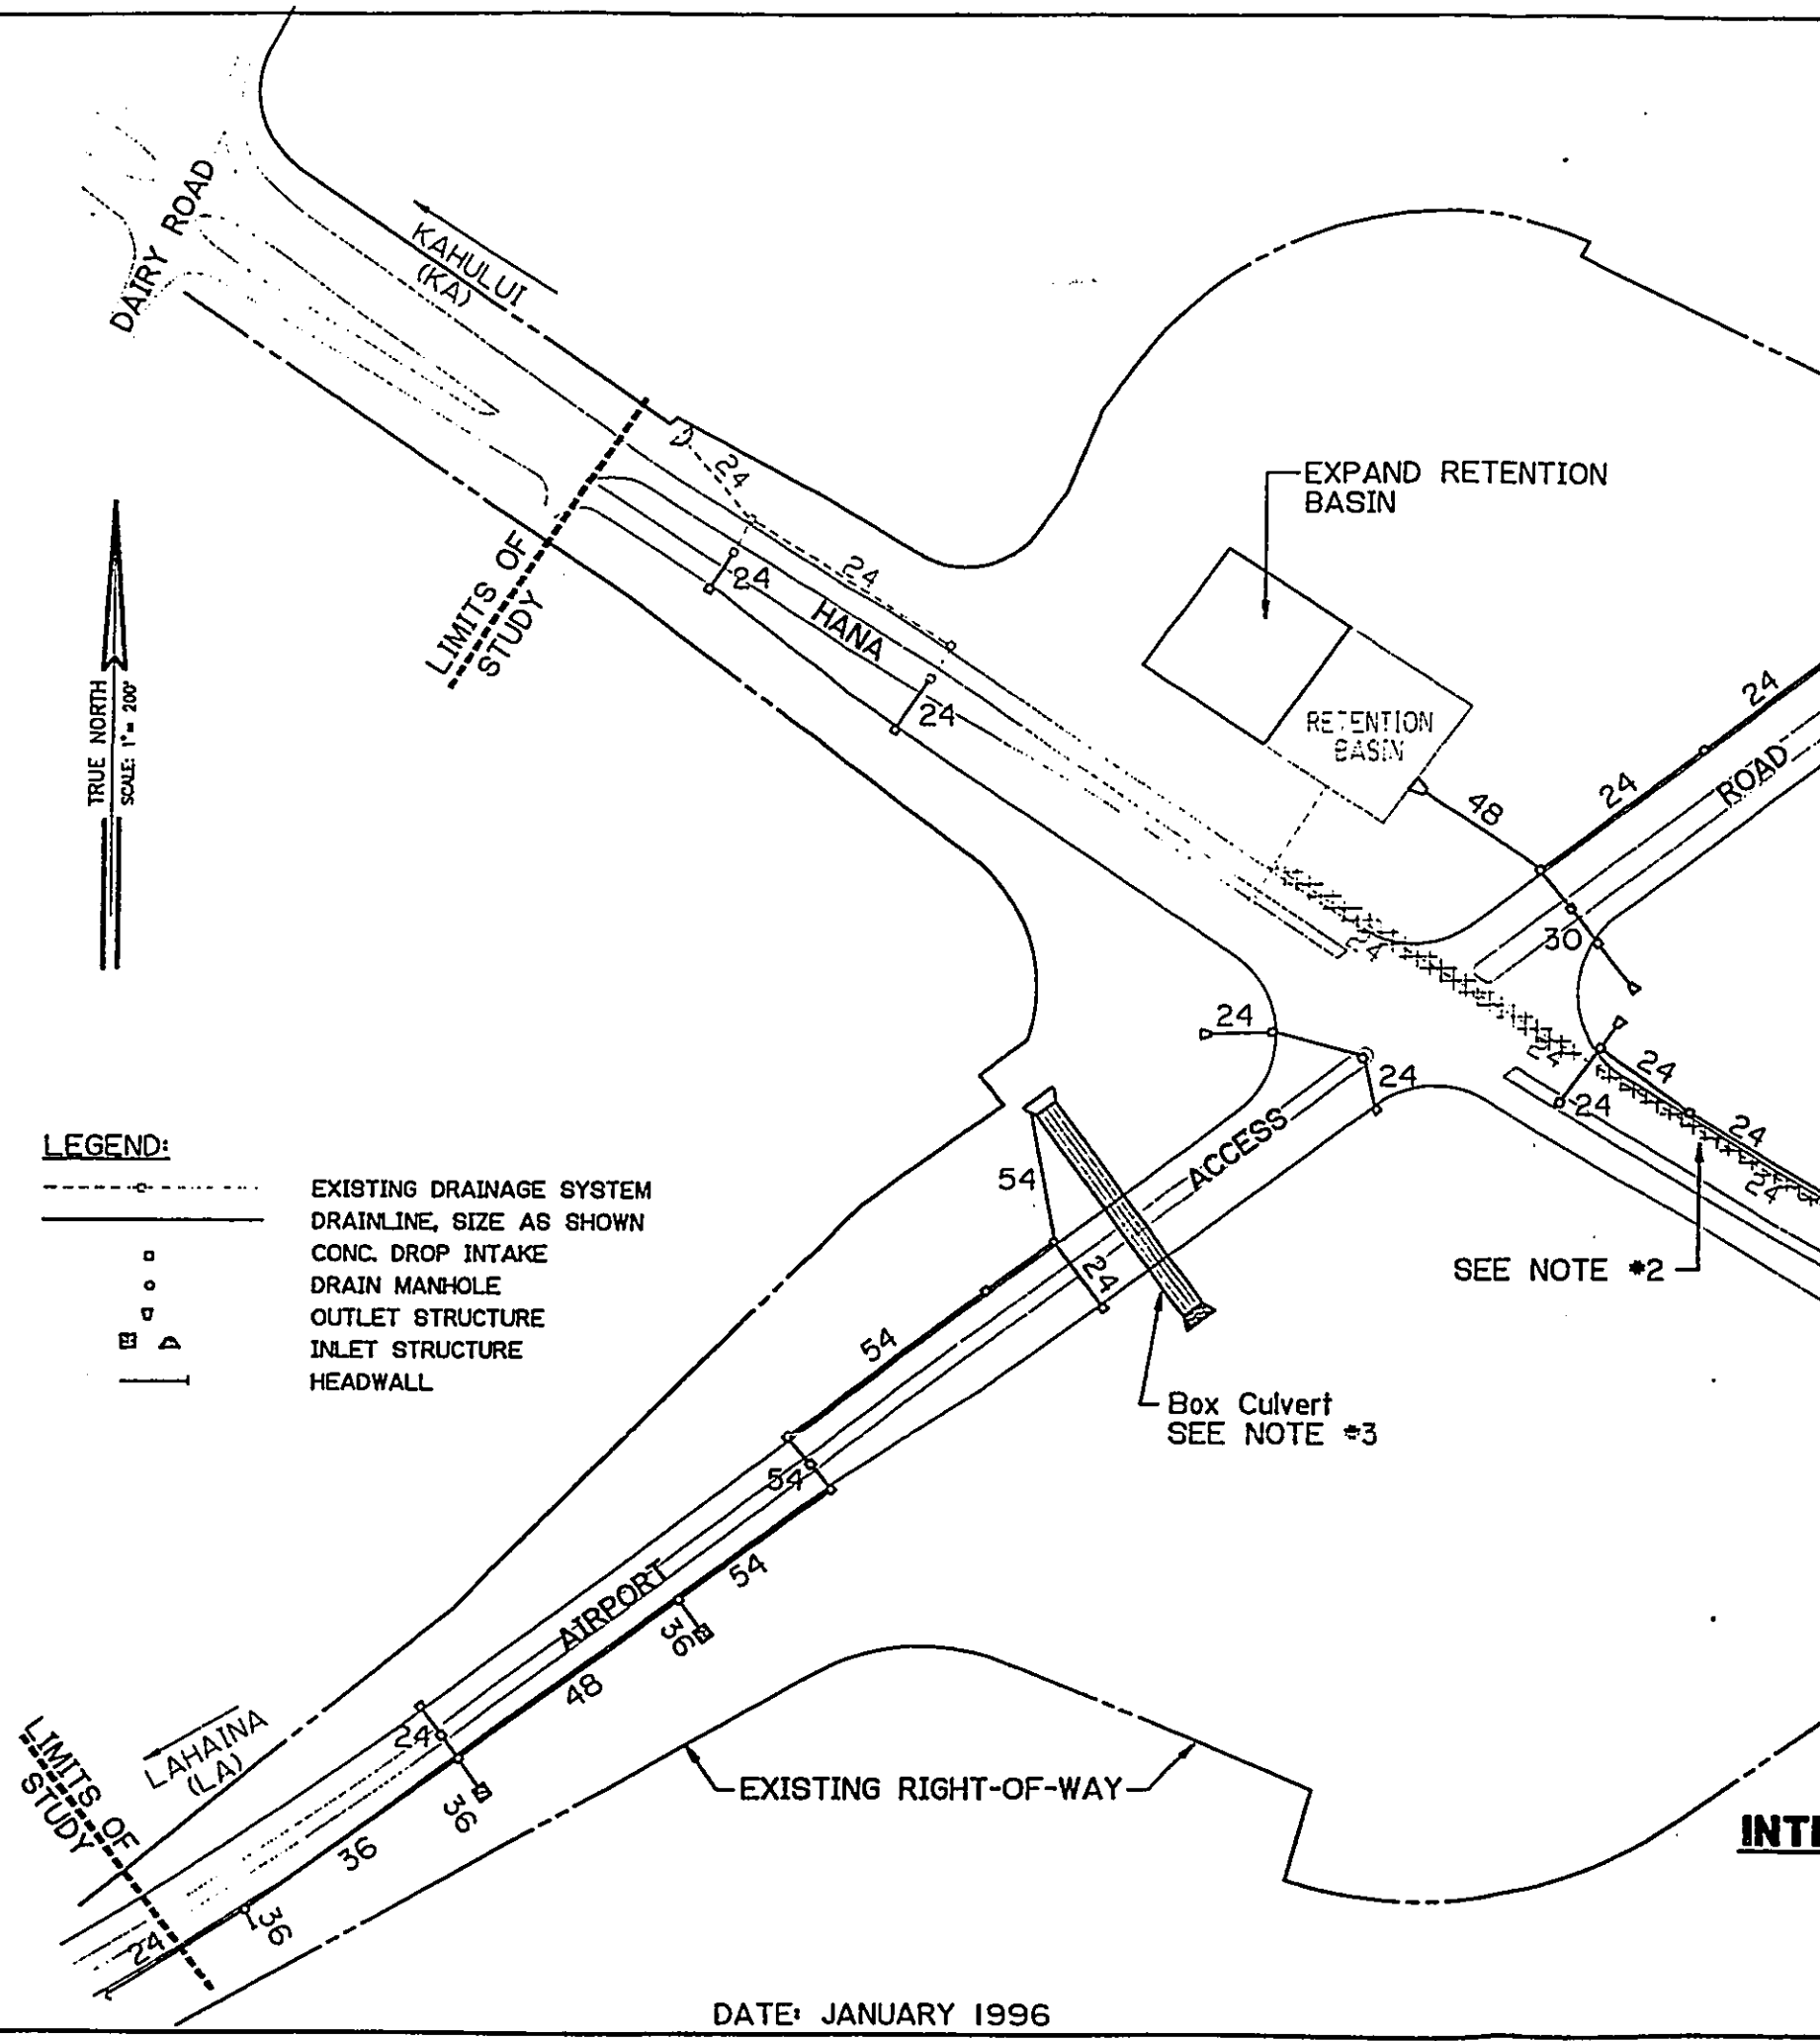 DAIRY ROAD
KAHULUI
(KA)
24
24
24
HANA
24
LIMITS OF
STUDY
EXPAND RETENTION
BASIN
RETENTION
BASIN
48
24
24
ROAD
30
24
TRUE NORTH
SCALE: 1"= 200'
24
24
24
24
24
24
24
ACCESS
54
24
SEE NOTE *2
LEGEND:
EXISTING DRAINAGE SYSTEM
DRAINLINE, SIZE AS SHOWN
CONC. DROP INTAKE
DRAIN MANHOLE
OUTLET STRUCTURE
INLET STRUCTURE
HEADWALL
54
Box Culvert
SEE NOTE *3
54
54
AIRPORT
36
48
24
36
36
36
24
LAHAINA
(LA)
LIMITS OF
STUDY
EXISTING RIGHT-OF-WAY
INTE
DATE: JANUARY 1996